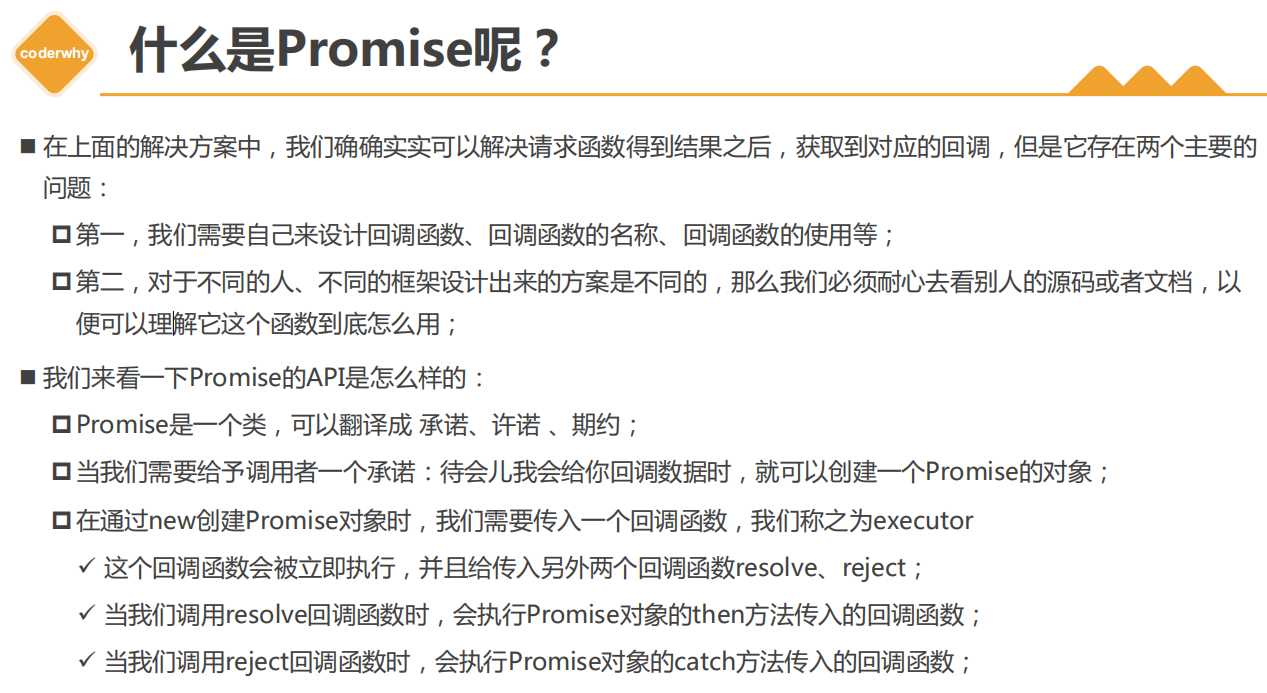 coderwhy
什么是Promise呢？
在上面的解决方案中，我们确确实实可以解决请求函数得到结果之后，获取到对应的回调，但是它存在两个主要的
问题：
第一，我们需要自己来设计回调函数、回调函数的名称、回调函数的使用等；
第二，对于不同的人、不同的框架设计出来的方案是不同的，那么我们必须耐心去看别人的源码或者文档，以
便可以理解它这个函数到底怎么用；
我们来看一下Promise的API是怎么样的：
Promise是一个类，可以翻译成 承诺、许诺 、期约；
当我们需要给予调用者一个承诺：待会儿我会给你回调数据时，就可以创建一个Promise的对象；
在通过new创建Promise对象时，我们需要传入一个回调函数，我们称之为executor
✓ 这个回调函数会被立即执行，并且给传入另外两个回调函数resolve、reject；
✓ 当我们调用resolve回调函数时，会执行Promise对象的then方法传入的回调函数；
✓ 当我们调用reject回调函数时，会执行Promise对象的catch方法传入的回调函数；